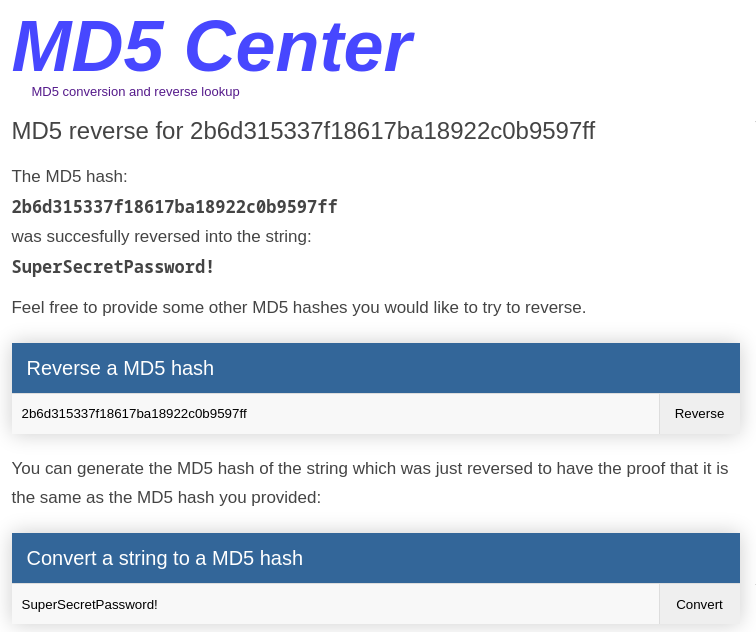 MD5 Center
MD5 conversion and reverse lookup
MD5 reverse for 2b6d315337f18617ba18922c0b9597ff
The MD5 hash:
2b6d315337f18617ba18922c0b9597ff
was succesfully reversed into the string:
SuperSecretPassword!
Feel free to provide some other MD5 hashes you would like to try to reverse.
Reverse a MD5 hash
2b6d315337f18617ba18922c0b9597ff Reverse
You can generate the MD5 hash of the string which was just reversed to have the proof that it is
the same as the MD5 hash you provided:
Convert a string to a MD5 hash
SuperSecretPassword! Convert